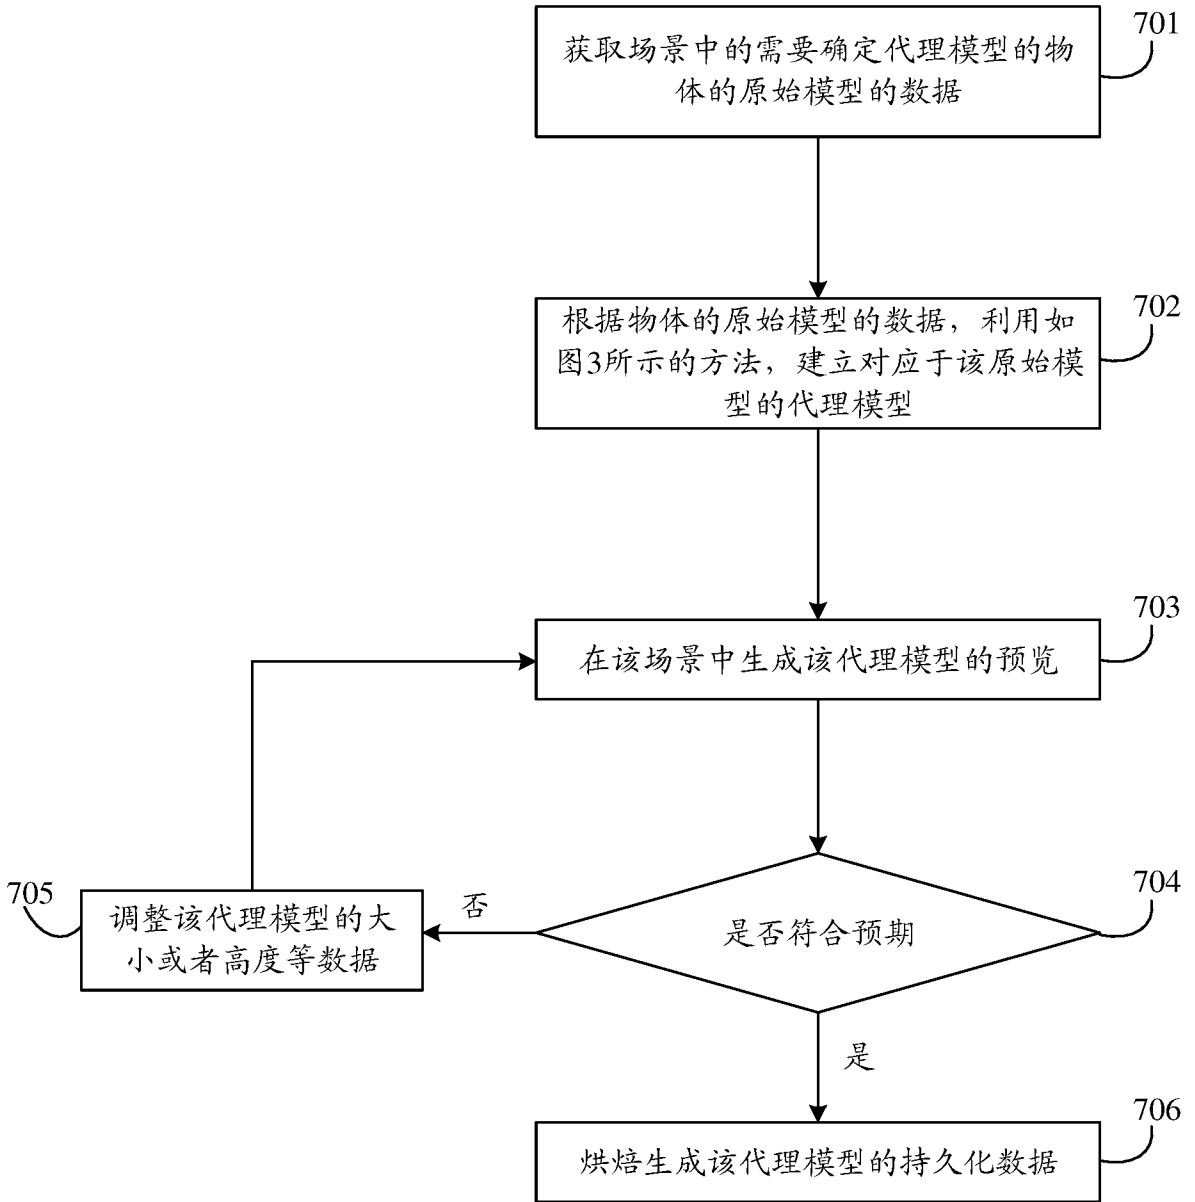 701
获取场景中的需要确定代理模型的物
体的原始模型的数据
702
根据物体的原始模型的数据，利用如
图3所示的方法，建立对应于该原始模
型的代理模型
703
在该场景中生成该代理模型的预览
704
是否符合预期
否
705
调整该代理模型的大
小或者高度等数据
是
706
烘焙生成该代理模型的持久化数据